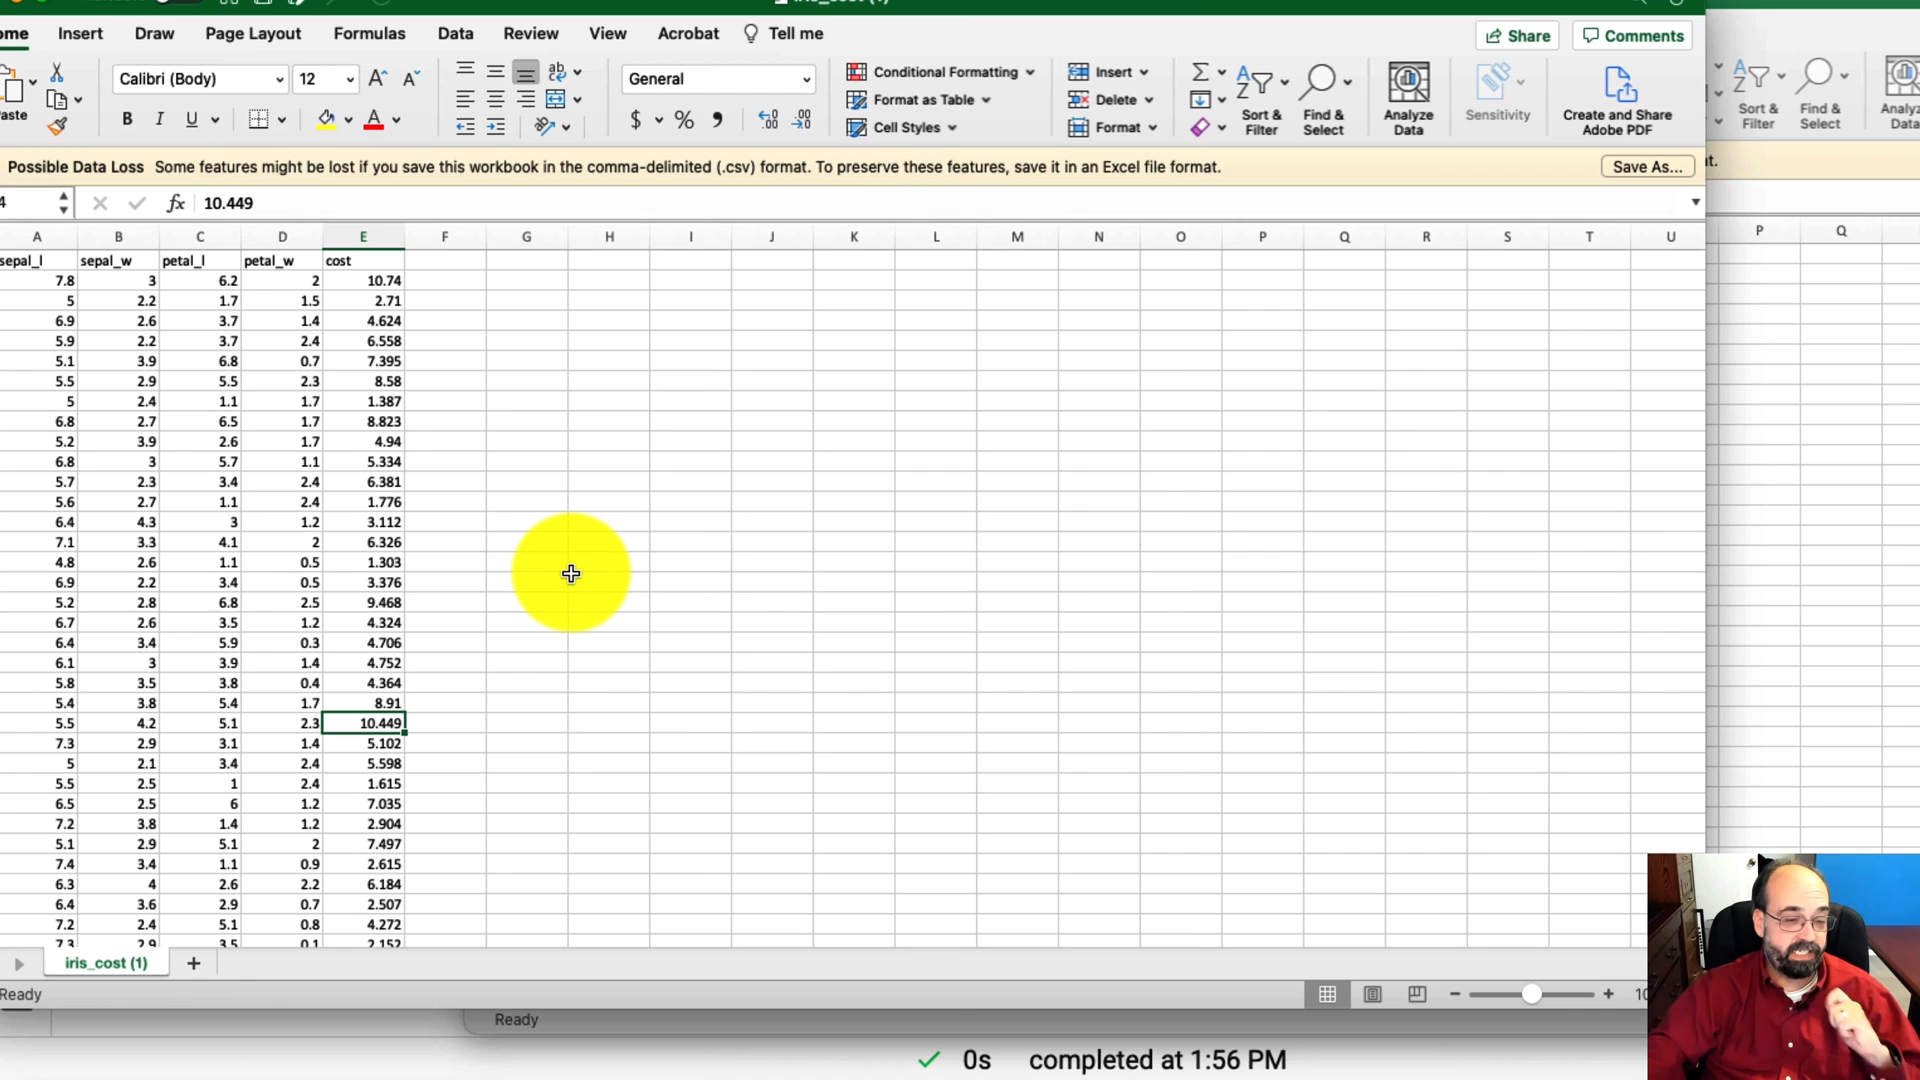 iris_cost (1)
ome Insert Draw Page Layout Formulas Data Review View Acrobat Tell me Share Comments
Calibri (Body) 12 General Conditional Formatting Insert
Format as Table Delete
aste B I U $ % Cell Styles Format Sort & Filter Find & Select Analyze Data Sensitivity Create and Share Adobe PDF Sort & Filter Find & Select Analyz Data
Possible Data Loss Some features might be lost if you save this workbook in the comma-delimited (.csv) format. To preserve these features, save it in an Excel file format. Save As... t.
4 fx 10.449
A B C D E F G H I J K L M N O P Q R S T U P Q
sepal_l sepal_w petal_l petal_w cost
7.8 3 6.2 2 10.74
5 2.2 1.7 1.5 2.71
6.9 2.6 3.7 1.4 4.624
5.9 2.2 3.7 2.4 6.558
5.1 3.9 6.8 0.7 7.395
5.5 2.9 5.5 2.3 8.58
5 2.4 1.1 1.7 1.387
6.8 2.7 6.5 1.7 8.823
5.2 3.9 2.6 1.7 4.94
6.8 3 5.7 1.1 5.334
5.7 2.3 3.4 2.4 6.381
5.6 2.7 1.1 2.4 1.776
6.4 4.3 3 1.2 3.112
7.1 3.3 4.1 2 6.326
4.8 2.6 1.1 0.5 1.303
6.9 2.2 3.4 0.5 3.376
5.2 2.8 6.8 2.5 9.468
6.7 2.6 3.5 1.2 4.324
6.4 3.4 5.9 0.3 4.706
6.1 3 3.9 1.4 4.752
5.8 3.5 3.8 0.4 4.364
5.4 3.8 5.4 1.7 8.91
5.5 4.2 5.1 2.3 10.449
7.3 2.9 3.1 1.4 5.102
5 2.1 3.4 2.4 5.598
5.5 2.5 1 2.4 1.615
6.5 2.5 6 1.2 7.035
7.2 3.8 1.4 1.2 2.904
5.1 2.9 5.1 2 7.497
7.4 3.4 1.1 0.9 2.615
6.3 4 2.6 2.2 6.184
6.4 3.6 2.9 0.7 2.507
7.2 2.4 5.1 0.8 4.272
7.3 2.9 3.5 0.1 2.152
iris_cost (1)
Ready 10
Ready
0s completed at 1:56 PM